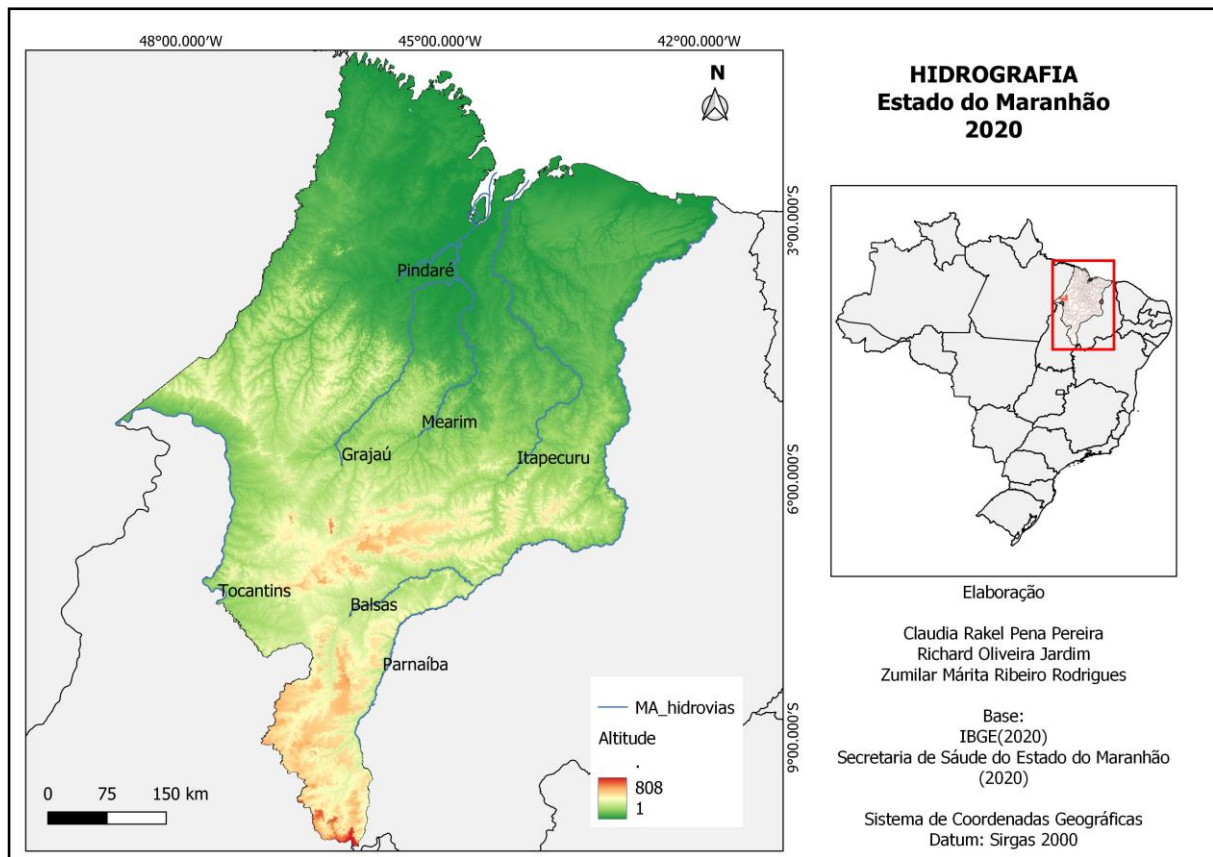 48°00.000'W
45°00.000'W
42°00.000'W
N
3°00.000'S
6°00.000'S
9°00.000'S
Pindaré
Mearim
Grajaú
Itapecuru
Tocantins
Balsas
Parnaíba
MA_hidrovias
Altitude
.
808
1
0 75 150 km
HIDROGRAFIA
Estado do Maranhão
2020
Elaboração
Claudia Rakel Pena Pereira
Richard Oliveira Jardim
Zumilar Márita Ribeiro Rodrigues
Base:
IBGE(2020)
Secretaria de Sáude do Estado do Maranhão
(2020)
Sistema de Coordenadas Geográficas
Datum: Sirgas 2000